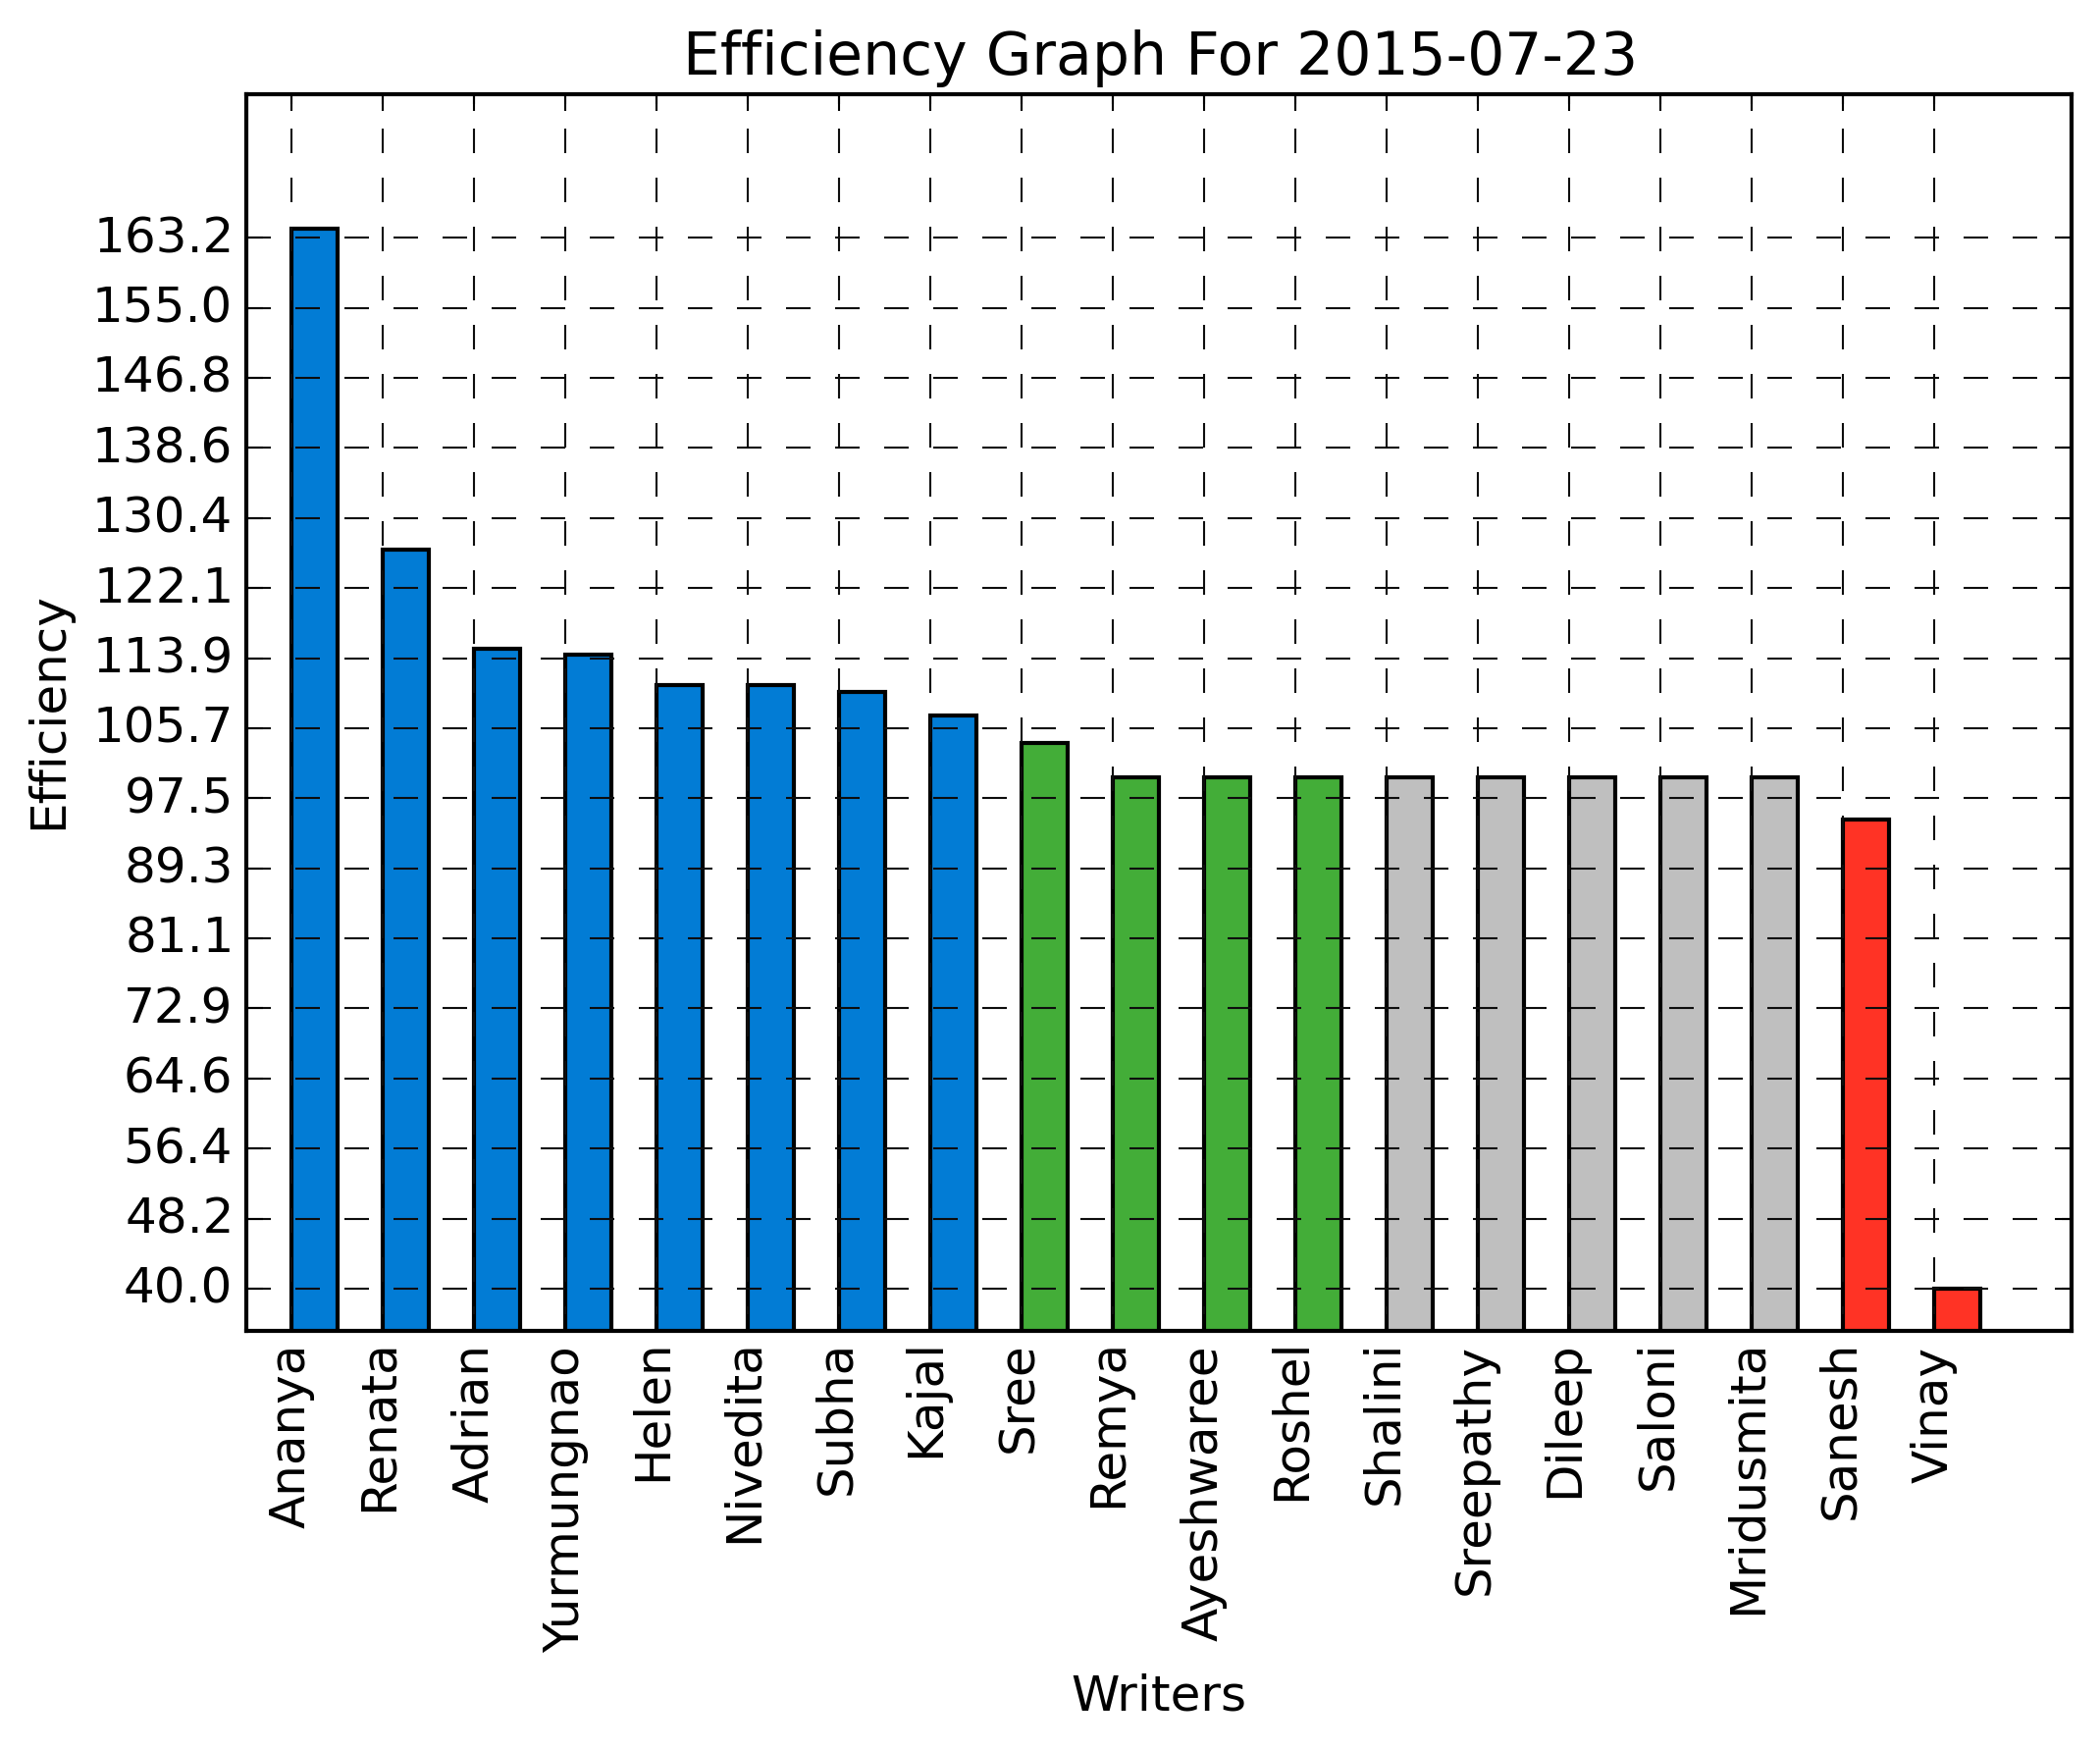 Efficiency Graph For 2015-07-23
163.2
155.0
146.8
138.6
130.4
122.1
113.9
105.7
97.5
89.3
81.1
72.9
64.6
56.4
48.2
40.0
Efficiency
Ananya
Renata
Adrian
Yurmungnao
Helen
Nivedita
Subha
Kajal
Sree
Remya
Ayeshwaree
Roshel
Shalini
Sreepathy
Dileep
Saloni
Mridusmita
Sanesh
Vinay
Writers